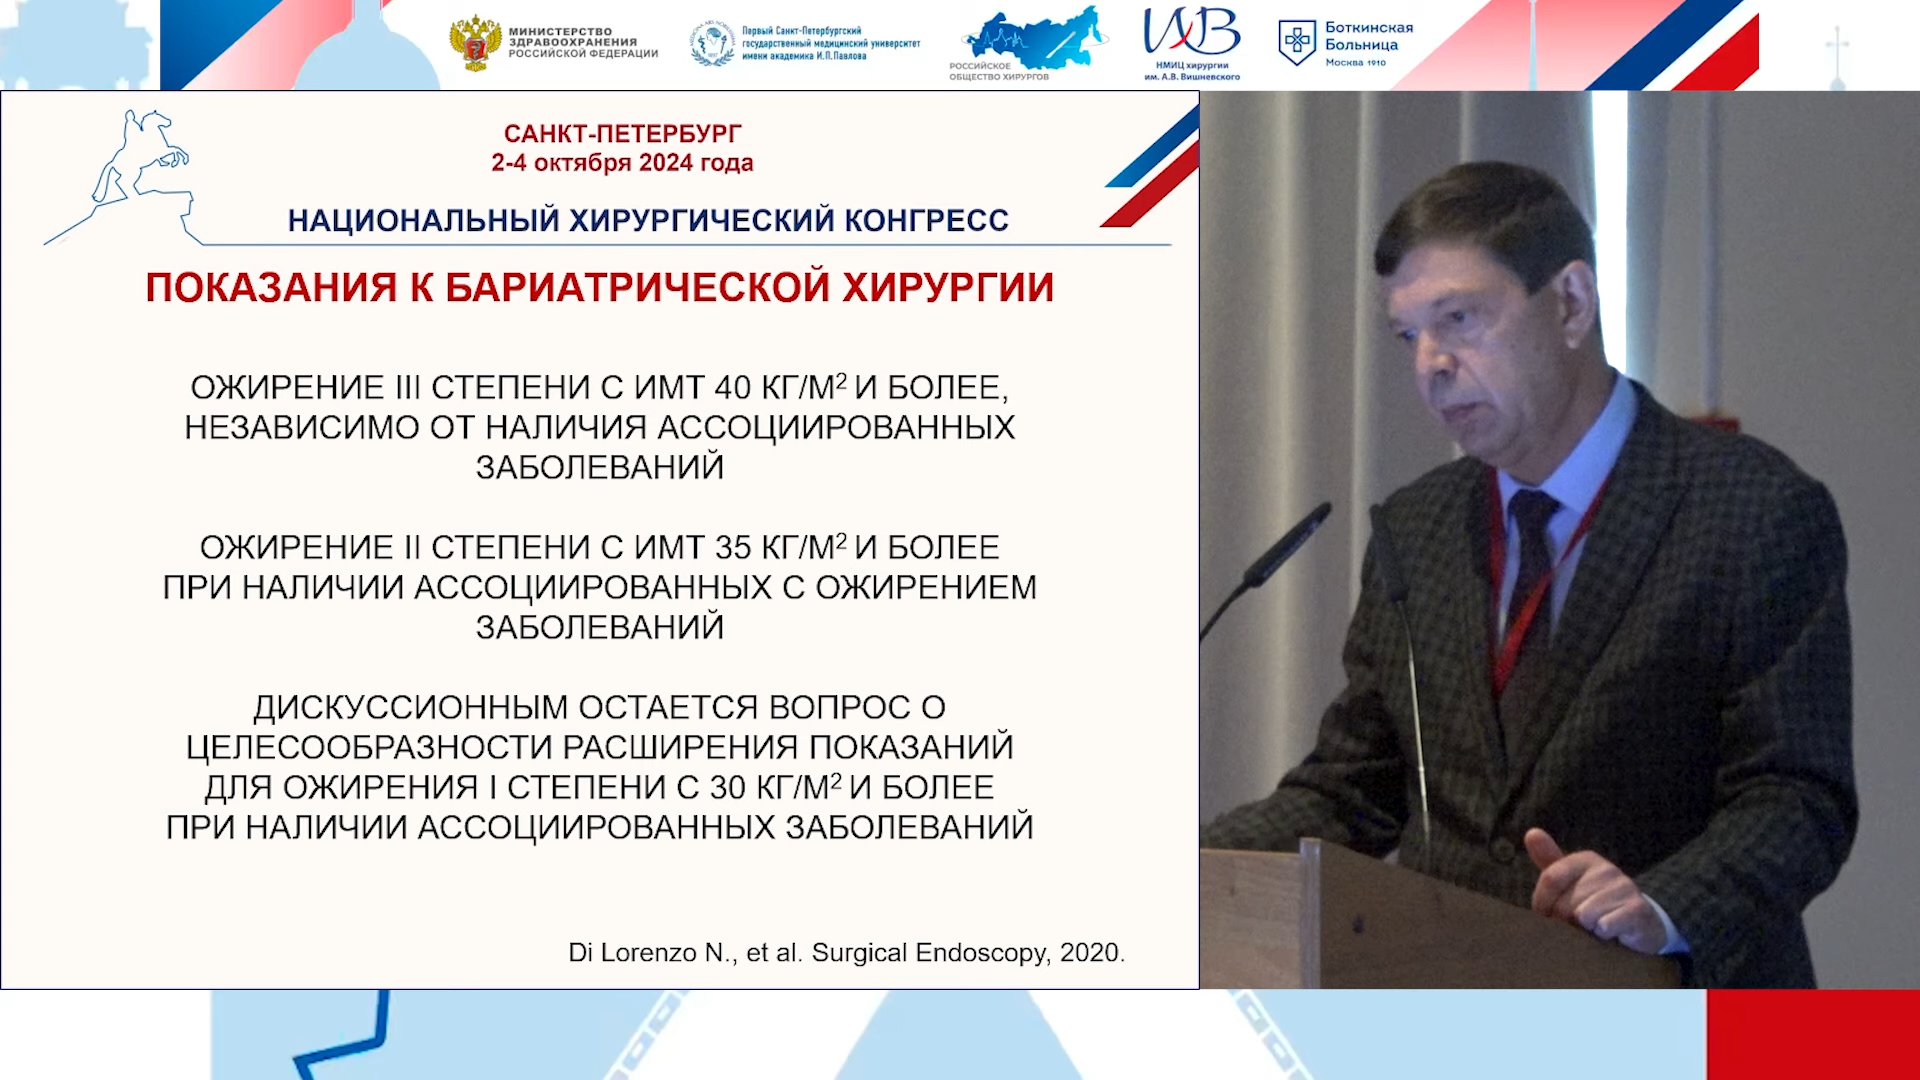 МИНИСТЕРСТВО
ЗДРАВООХРАНЕНИЯ
РОССИЙСКОЙ ФЕДЕРАЦИИ
Первый Санкт-Петербургский
государственный медицинский университет
имени академика И.П.Павлова
РОССИЙСКОЕ
ОБЩЕСТВО ХИРУРГОВ
НМИЦ хирургии
им. А.В. Вишневского
Боткинская
Больница
Москва 1910
САНКТ-ПЕТЕРБУРГ
2-4 октября 2024 года
НАЦИОНАЛЬНЫЙ ХИРУРГИЧЕСКИЙ КОНГРЕСС
ПОКАЗАНИЯ К БАРИАТРИЧЕСКОЙ ХИРУРГИИ
ОЖИРЕНИЕ III СТЕПЕНИ С ИМТ 40 КГ/М² И БОЛЕЕ,
НЕЗАВИСИМО ОТ НАЛИЧИЯ АССОЦИИРОВАННЫХ
ЗАБОЛЕВАНИЙ
ОЖИРЕНИЕ II СТЕПЕНИ С ИМТ 35 КГ/М² И БОЛЕЕ
ПРИ НАЛИЧИИ АССОЦИИРОВАННЫХ С ОЖИРЕНИЕМ
ЗАБОЛЕВАНИЙ
ДИСКУССИОННЫМ ОСТАЕТСЯ ВОПРОС О
ЦЕЛЕСООБРАЗНОСТИ РАСШИРЕНИЯ ПОКАЗАНИЙ
ДЛЯ ОЖИРЕНИЯ I СТЕПЕНИ С 30 КГ/М² И БОЛЕЕ
ПРИ НАЛИЧИИ АССОЦИИРОВАННЫХ ЗАБОЛЕВАНИЙ
Di Lorenzo N., et al. Surgical Endoscopy, 2020.